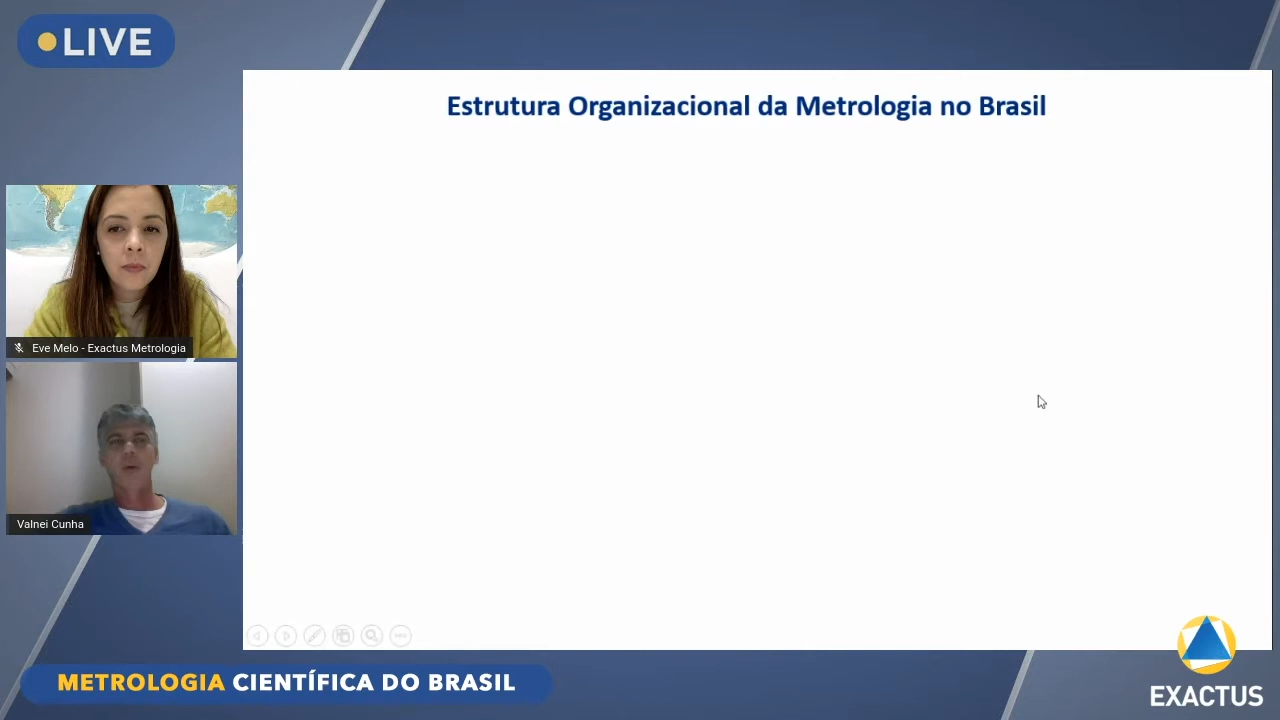 LIVE
Estrutura Organizacional da Metrologia no Brasil
Eve Melo - Exactus Metrologia
Valnei Cunha
METROLOGIA CIENTÍFICA DO BRASIL
EXACTUS